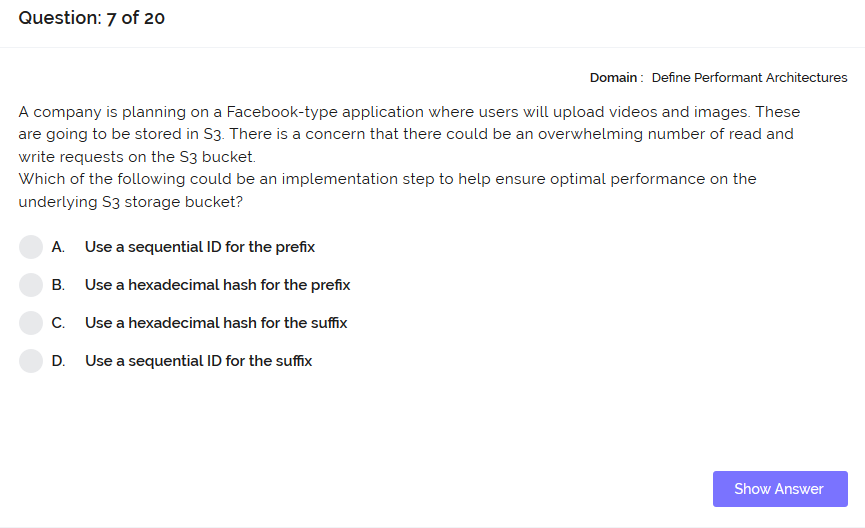 Question: 7 of 20
Domain : Define Performant Architectures
A company is planning on a Facebook-type application where users will upload videos and images. These
are going to be stored in S3. There is a concern that there could be an overwhelming number of read and
write requests on the S3 bucket.
Which of the following could be an implementation step to help ensure optimal performance on the
underlying S3 storage bucket?
A. Use a sequential ID for the prefix
B. Use a hexadecimal hash for the prefix
C. Use a hexadecimal hash for the suffix
D. Use a sequential ID for the suffix
Show Answer